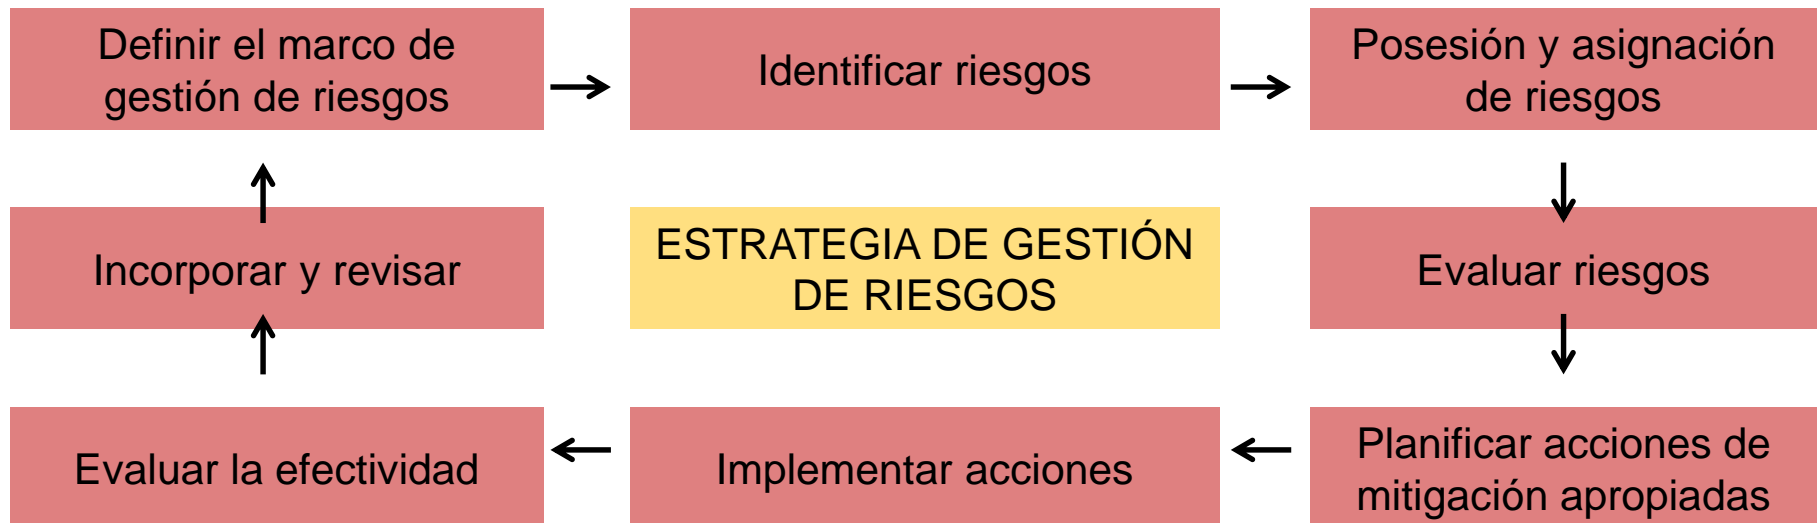 Definir el marco de
gestión de riesgos
Identificar riesgos
Posesión y asignación
de riesgos
Incorporar y revisar
ESTRATEGIA DE GESTIÓN
DE RIESGOS
Evaluar riesgos
Evaluar la efectividad
Implementar acciones
Planificar acciones de
mitigación apropiadas